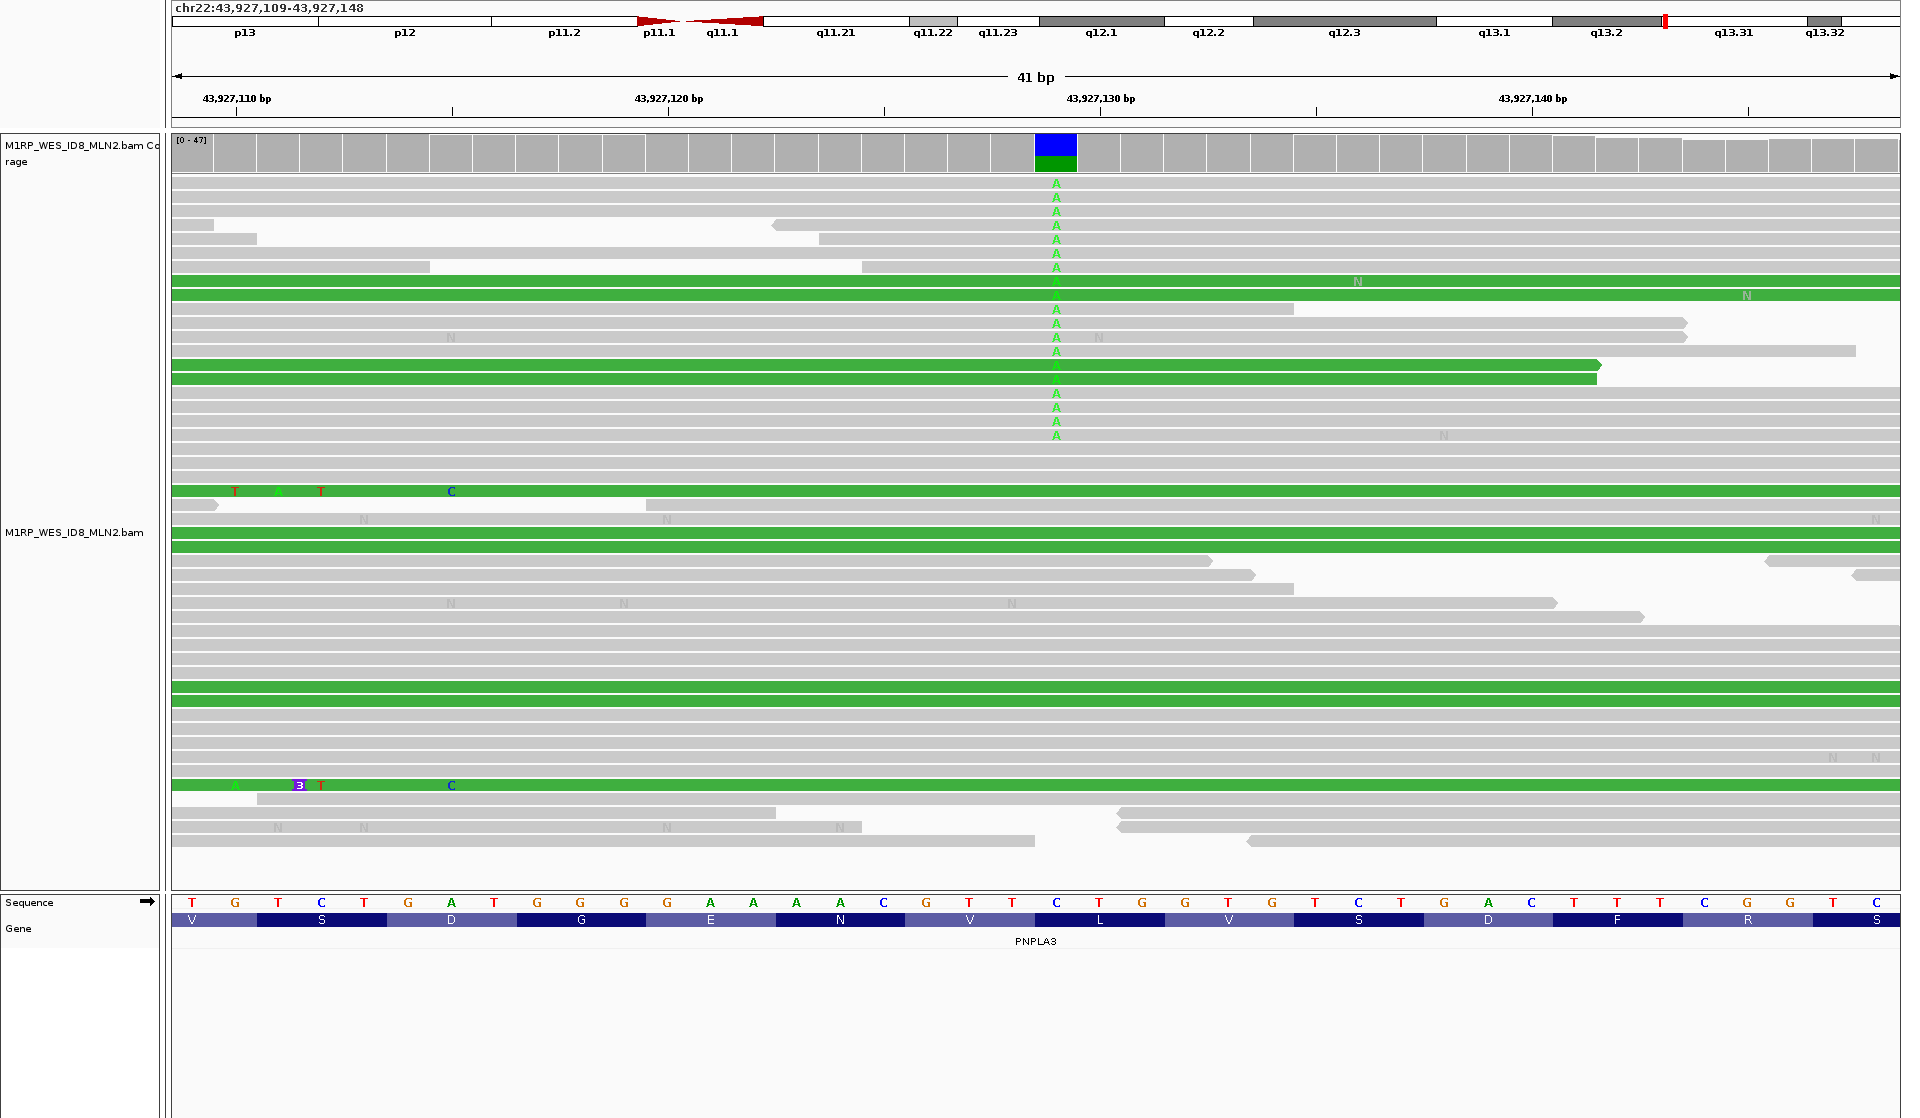 chr22:43,927,109-43,927,148
p13 p12 p11.2 p11.1 q11.1 q11.21 q11.22 q11.23 q12.1 q12.2 q12.3 q13.1 q13.2 q13.31 q13.32
41 bp
43,927,110 bp 43,927,120 bp 43,927,130 bp 43,927,140 bp
M1RP_WES_ID8_MLN2.bam Co
rage
[0 - 47]
A
A
A
A
A
A
A
A N
A N
A
A
N A N
A
A
A
A
A
A
A N
T A T C
N N N
M1RP_WES_ID8_MLN2.bam
N N N
N N
A 3 T C
N N N N
Sequence T G T C T G A T G G G G A A A A C G T T C T G G T G T C T G A C T T T C G G T C
V S D G E N V L V S D F R S
Gene
PNPLA3